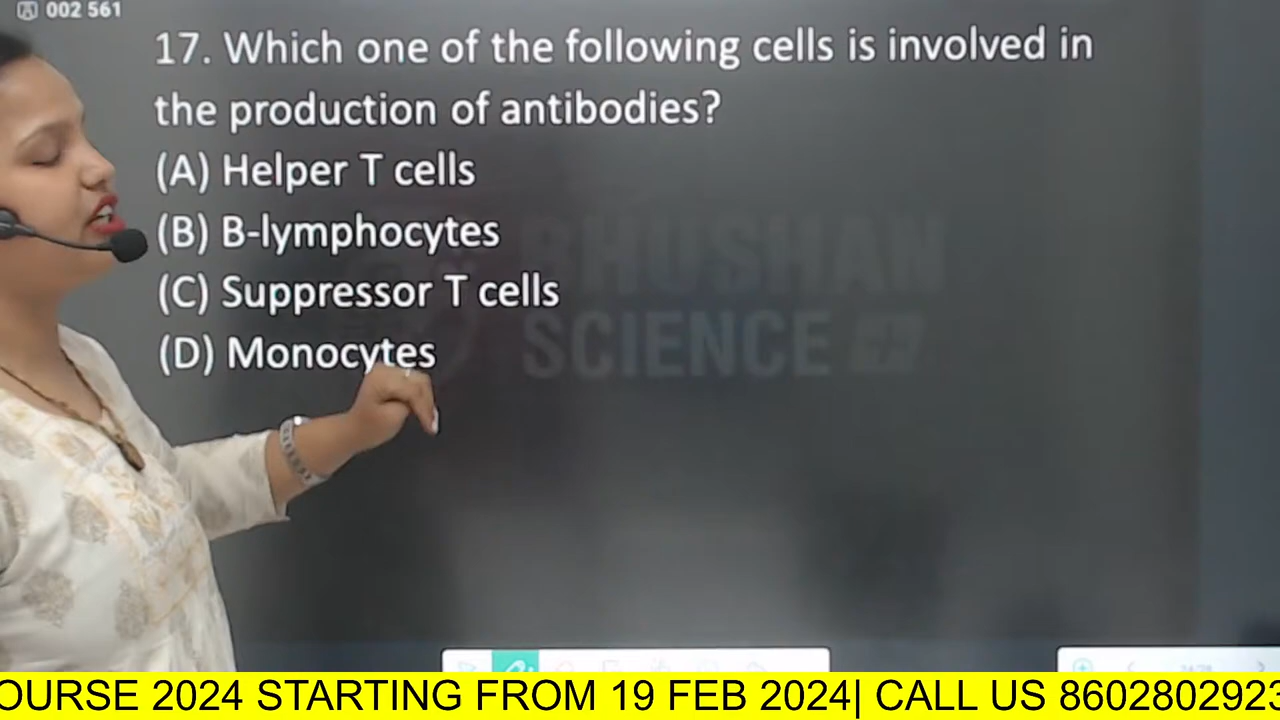 002 561
17. Which one of the following cells is involved in
the production of antibodies?
(A) Helper T cells
(B) B-lymphocytes
(C) Suppressor T cells
(D) Monocytes
BHUSHAN
SCIENCE
OURSE 2024 STARTING FROM 19 FEB 2024| CALL US 8602802923